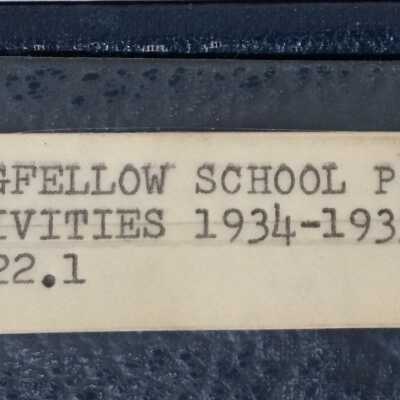 GFELLOW SCHOOL P
IVITIES 1934-193
22.1